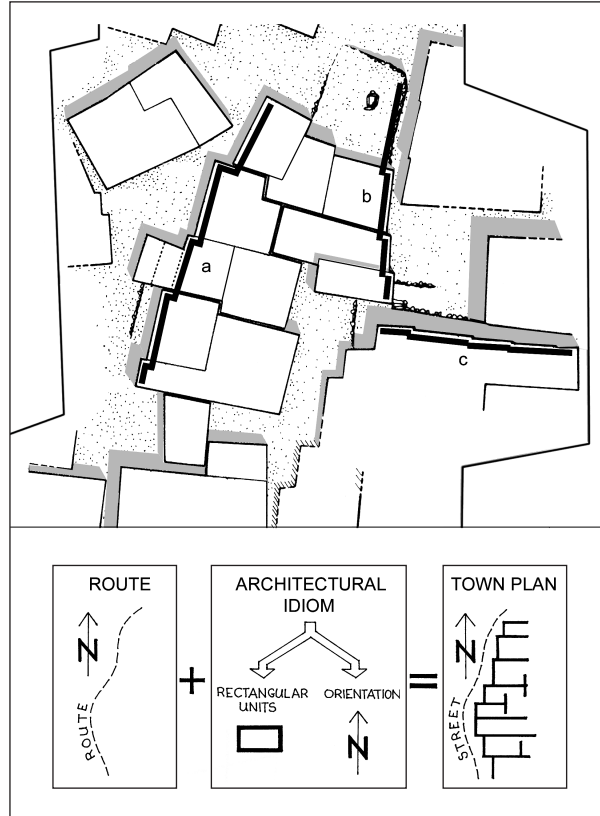 b
a
c
ROUTE
N
ROUTE
+
ARCHITECTURAL
IDIOM
RECTANGULAR
UNITS
ORIENTATION
N
=
TOWN PLAN
N
STREET